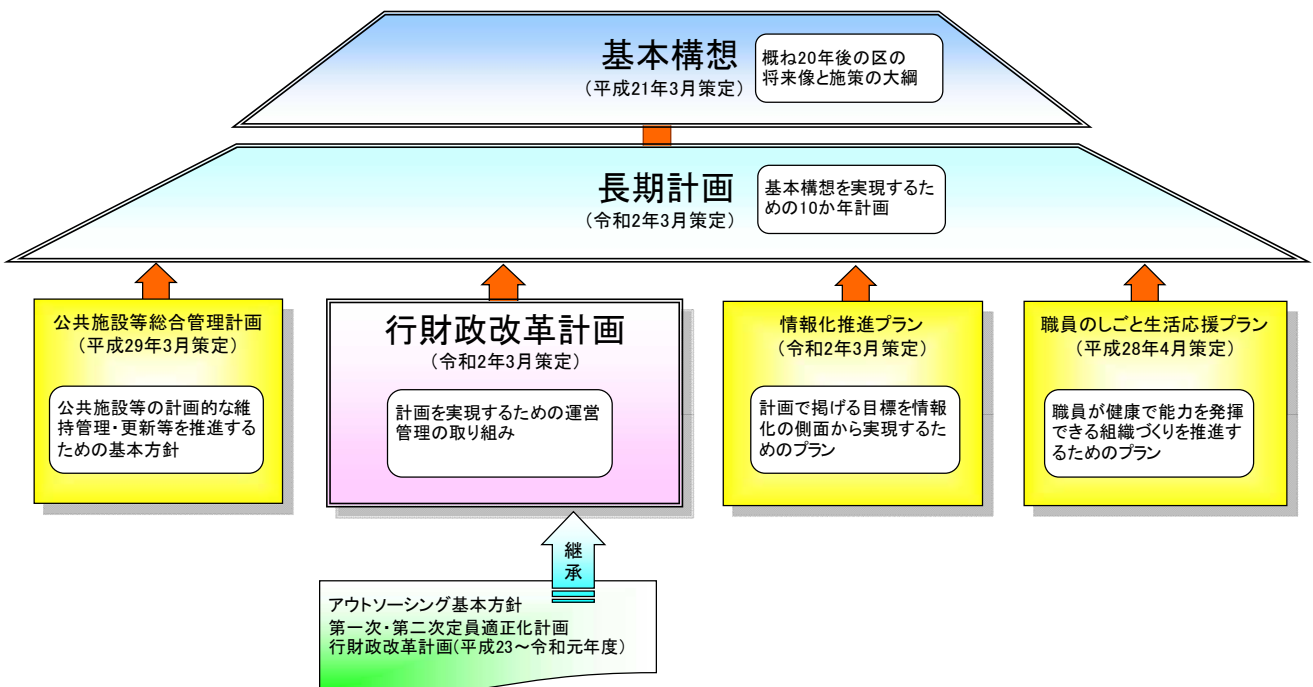 基本構想
（平成21年3月策定）
概ね20年後の区の
将来像と施策の大綱
長期計画
（令和2年3月策定）
基本構想を実現するた
めの10か年計画
公共施設等総合管理計画
（平成29年3月策定）
公共施設等の計画的な維
持管理・更新等を推進する
ための基本方針
行財政改革計画
（令和2年3月策定）
計画を実現するための運営
管理の取り組み
情報化推進プラン
（令和2年3月策定）
計画で掲げる目標を情報
化の側面から実現するた
めのプラン
職員のしごと生活応援プラン
（平成28年4月策定）
職員が健康で能力を発揮
できる組織づくりを推進す
るためのプラン
継
承
アウトソーシング基本方針
第一次・第二次定員適正化計画
行財政改革計画(平成23～令和元年度)